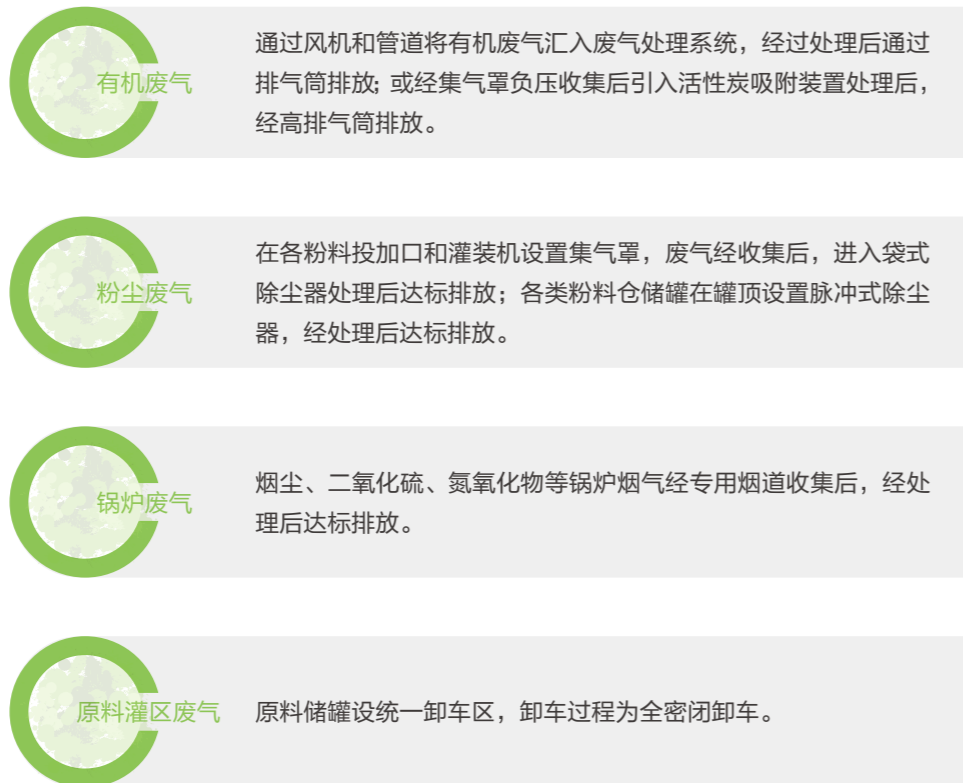 有机废气
通过风机和管道将有机废气汇入废气处理系统，经过处理后通过
排气筒排放；或经集气罩负压收集后引入活性炭吸附装置处理后，
经高排气筒排放。
粉尘废气
在各粉料投加口和灌装机设置集气罩，废气经收集后，进入袋式
除尘器处理后达标排放；各类粉料仓储罐在罐顶设置脉冲式除尘
器，经处理后达标排放。
锅炉废气
烟尘、二氧化硫、氮氧化物等锅炉烟气经专用烟道收集后，经处
理后达标排放。
原料灌区废气
原料储罐设统一卸车区，卸车过程为全密闭卸车。